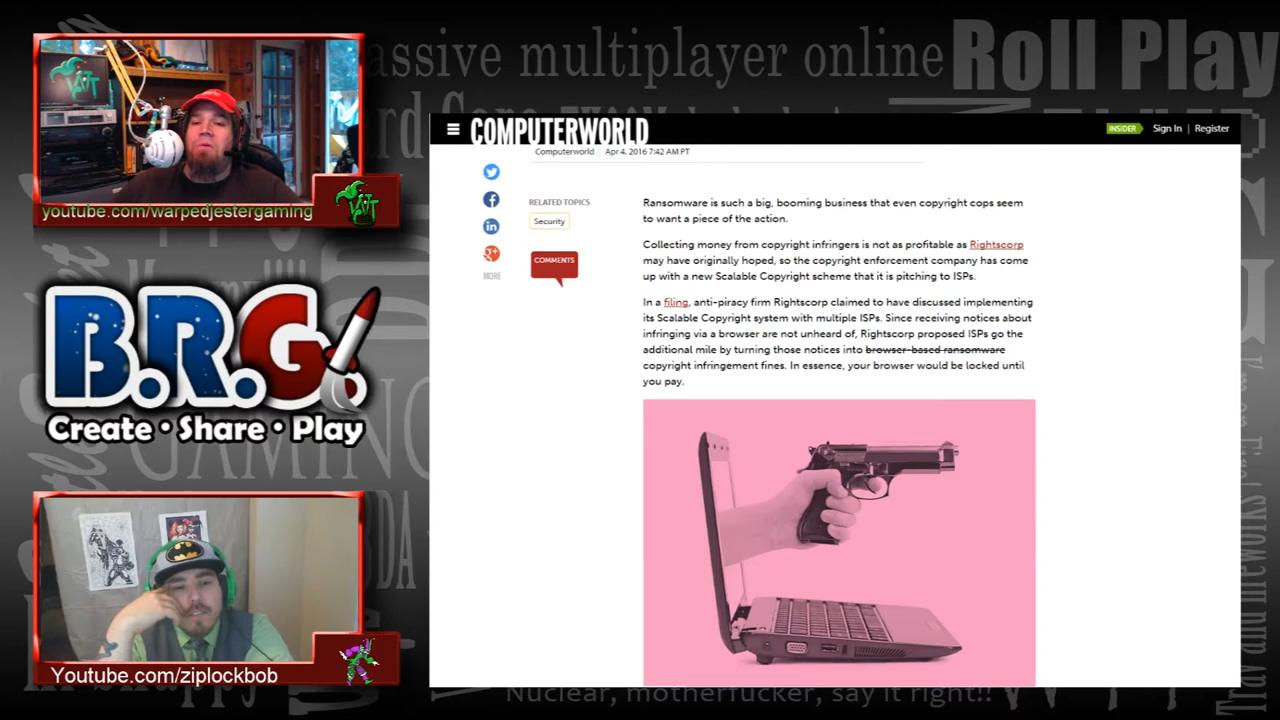 assive multiplayer online
Roll Play
youtube.com/warpedjestergaming
B.R.G.
Create • Share • Play
GAMING
Youtube.com/ziplockbob
COMPUTERWORLD
INSIDER
Sign In | Register
Computerworld | Apr 4, 2016 7:42 AM PT
RELATED TOPICS
Security
COMMENTS
MORE
Ransomware is such a big, booming business that even copyright cops seem
to want a piece of the action.
Collecting money from copyright infringers is not as profitable as Rightscorp
may have originally hoped, so the copyright enforcement company has come
up with a new Scalable Copyright scheme that it is pitching to ISPs.
In a filing, anti-piracy firm Rightscorp claimed to have discussed implementing
its Scalable Copyright system with multiple ISPs. Since receiving notices about
infringing via a browser are not unheard of, Rightscorp proposed ISPs go the
additional mile by turning those notices into browser-based ransomware
copyright infringement fines. In essence, your browser would be locked until
you pay.
Nuclear, motherfucker, say it right!!